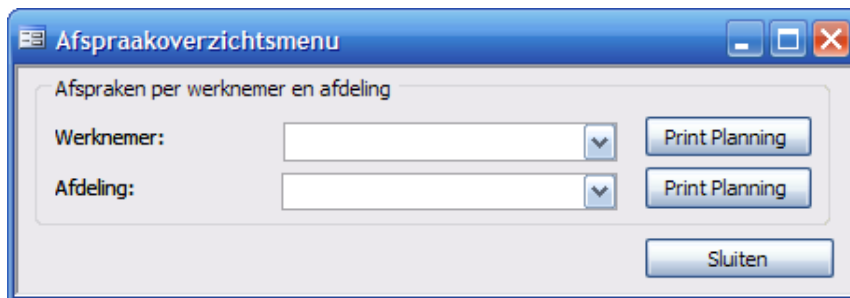 Afspraakoverzichtsmenu
Afspraken per werknemer en afdeling
Werknemer: Print Planning
Afdeling: Print Planning
Sluiten